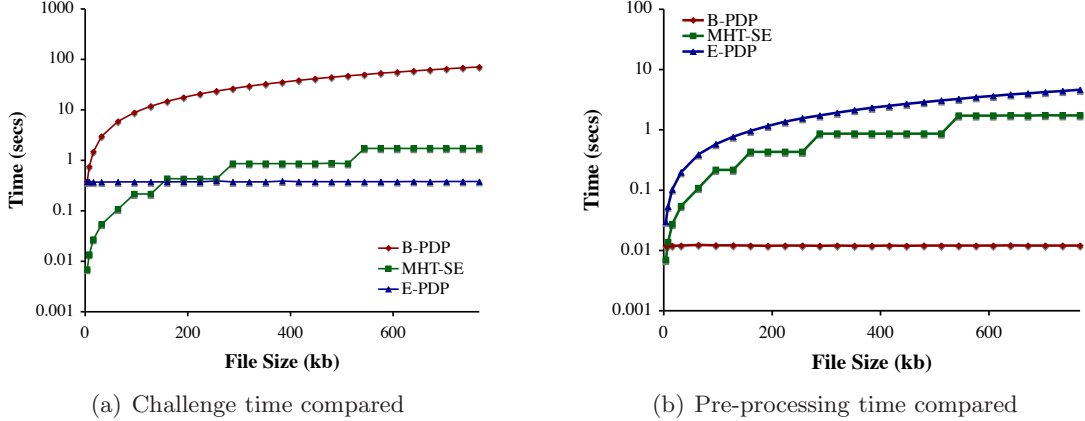 1000
100
10
1
0.1
0.01
0.001
Time (secs)
0
200
400
600
File Size (kb)
B-PDP
MHT-SE
E-PDP
(a) Challenge time compared
100
10
1
0.1
0.01
0.001
Time (secs)
0
200
400
600
File Size (kb)
B-PDP
MHT-SE
E-PDP
(b) Pre-processing time compared